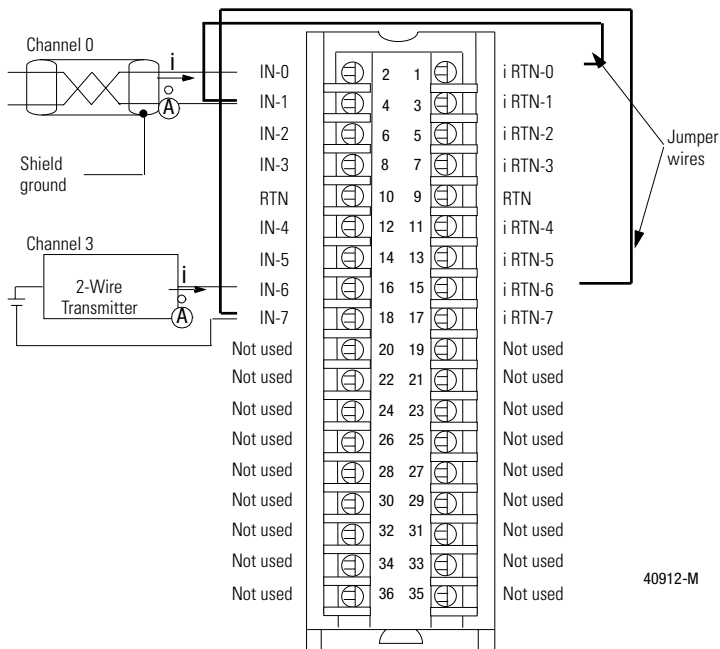 Channel 0
i
A
Shield
ground
Channel 3
2-Wire
Transmitter
i
A
Jumper
wires
IN-0 2 1 i RTN-0
IN-1 4 3 i RTN-1
IN-2 6 5 i RTN-2
IN-3 8 7 i RTN-3
RTN 10 9 RTN
IN-4 12 11 i RTN-4
IN-5 14 13 i RTN-5
IN-6 16 15 i RTN-6
IN-7 18 17 i RTN-7
Not used 20 19 Not used
Not used 22 21 Not used
Not used 24 23 Not used
Not used 26 25 Not used
Not used 28 27 Not used
Not used 30 29 Not used
Not used 32 31 Not used
Not used 34 33 Not used
Not used 36 35 Not used
40912-M